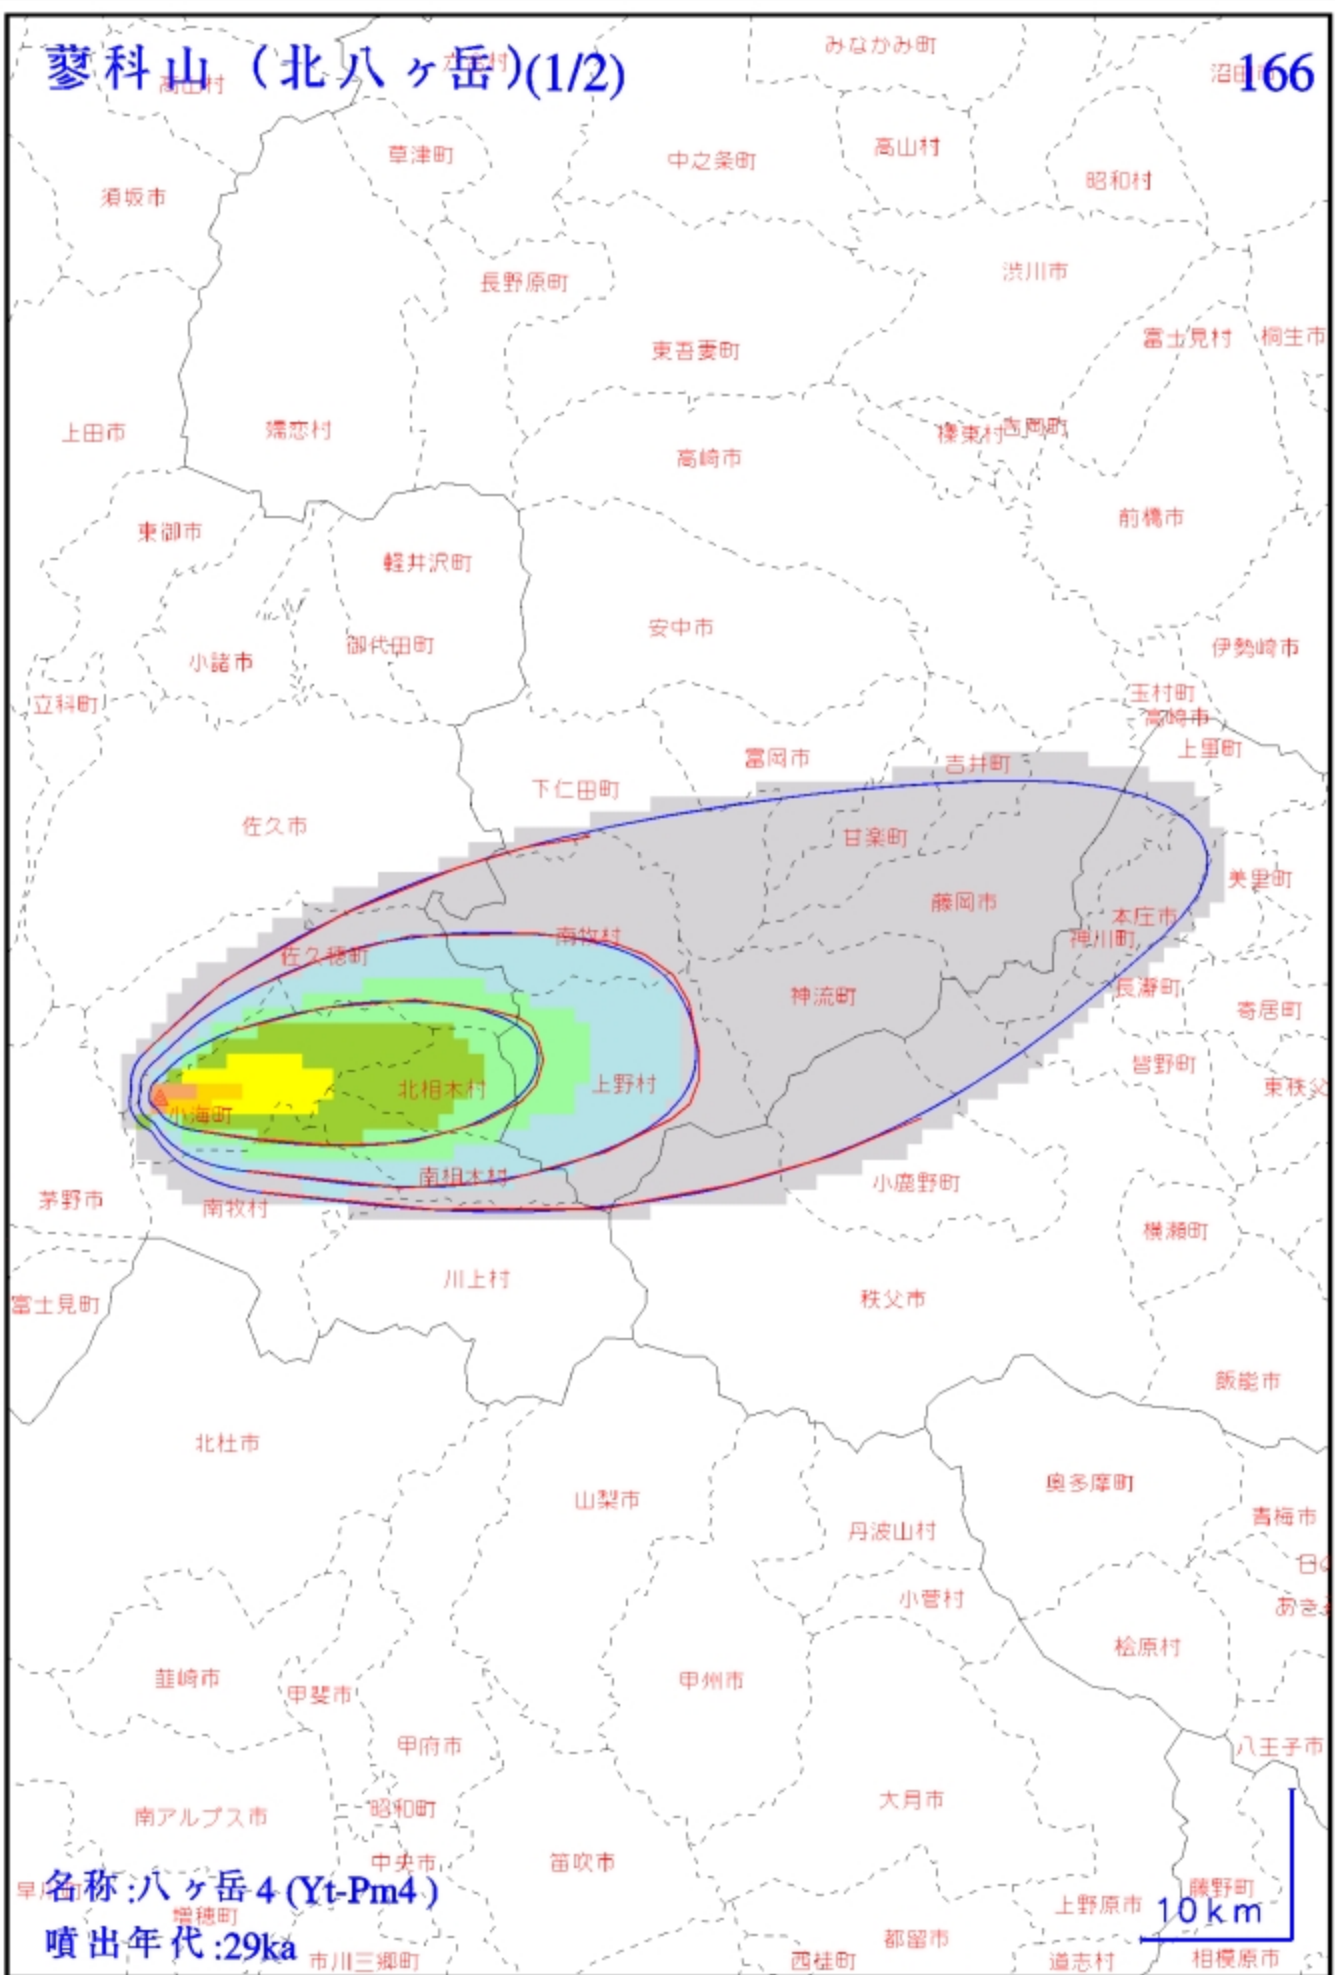 蓼科山(北八ヶ岳)(1/2)
166
みなかみ町
高山村
沼田市
草津町
中之条町
高山村
昭和村
須坂市
渋川市
長野原町
富士見村
桐生市
東吾妻町
上田市
嬬恋村
榛東村
吉岡町
高崎市
前橋市
東御市
軽井沢町
安中市
御代田町
伊勢崎市
小諸市
立科町
玉村町
高崎市
上里町
富岡市
吉井町
下仁田町
佐久市
甘楽町
美里町
藤岡市
本庄市
南牧村
神川町
佐久穂町
長瀞町
神流町
寄居町
皆野町
北相木村
上野村
東秩父
小海町
南相木村
小鹿野町
茅野市
南牧村
横瀬町
川上村
富士見町
秩父市
飯能市
北杜市
奥多摩町
山梨市
青梅市
丹波山村
日の
小菅村
あき
桧原村
韮崎市
甲州市
甲斐市
甲府市
八王子市
大月市
昭和町
南アルプス市
中央市
笛吹市
早川町
名称:八ヶ岳4(Yt-Pm4)
藤野町
上野原市
増穂町
10km
都留市
噴出年代:29ka
市川三郷町
西桂町
道志村
相模原市